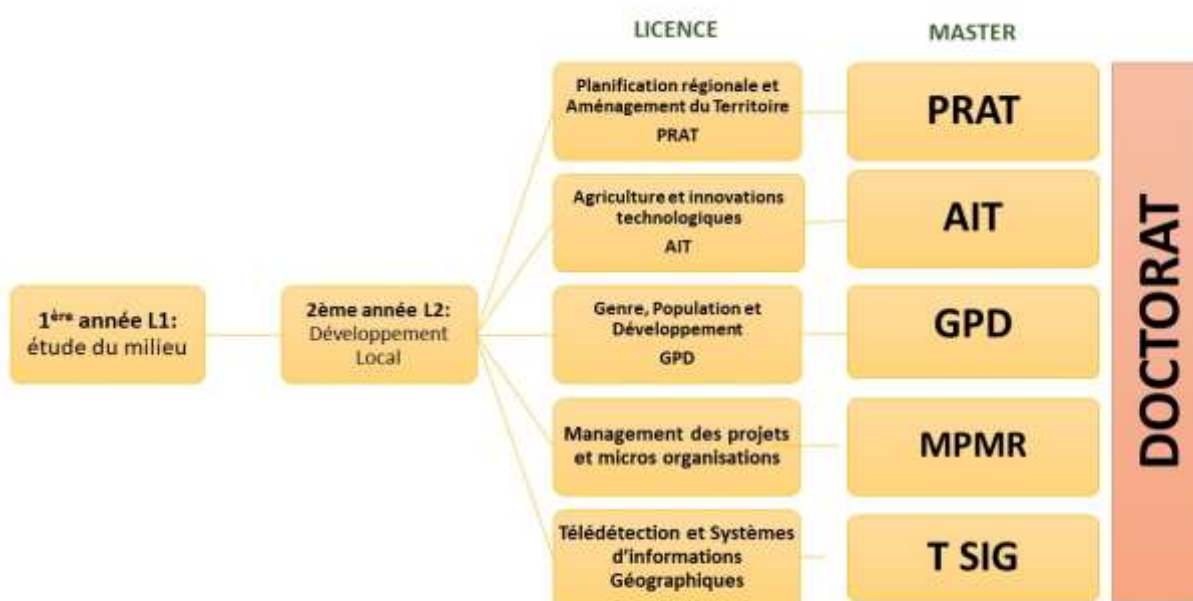 LICENCE
MASTER
1ère année L1:
étude du milieu
2ème année L2:
Développement
Local
Planification régionale et
Aménagement du Territoire
PRAT
PRAT
Agriculture et innovations
technologiques
AIT
AIT
Genre, Population et
Développement
GPD
GPD
Management des projets
et micros organisations
MPMR
Télédétection et Systèmes
d'informations
Géographiques
T SIG
DOCTORAT